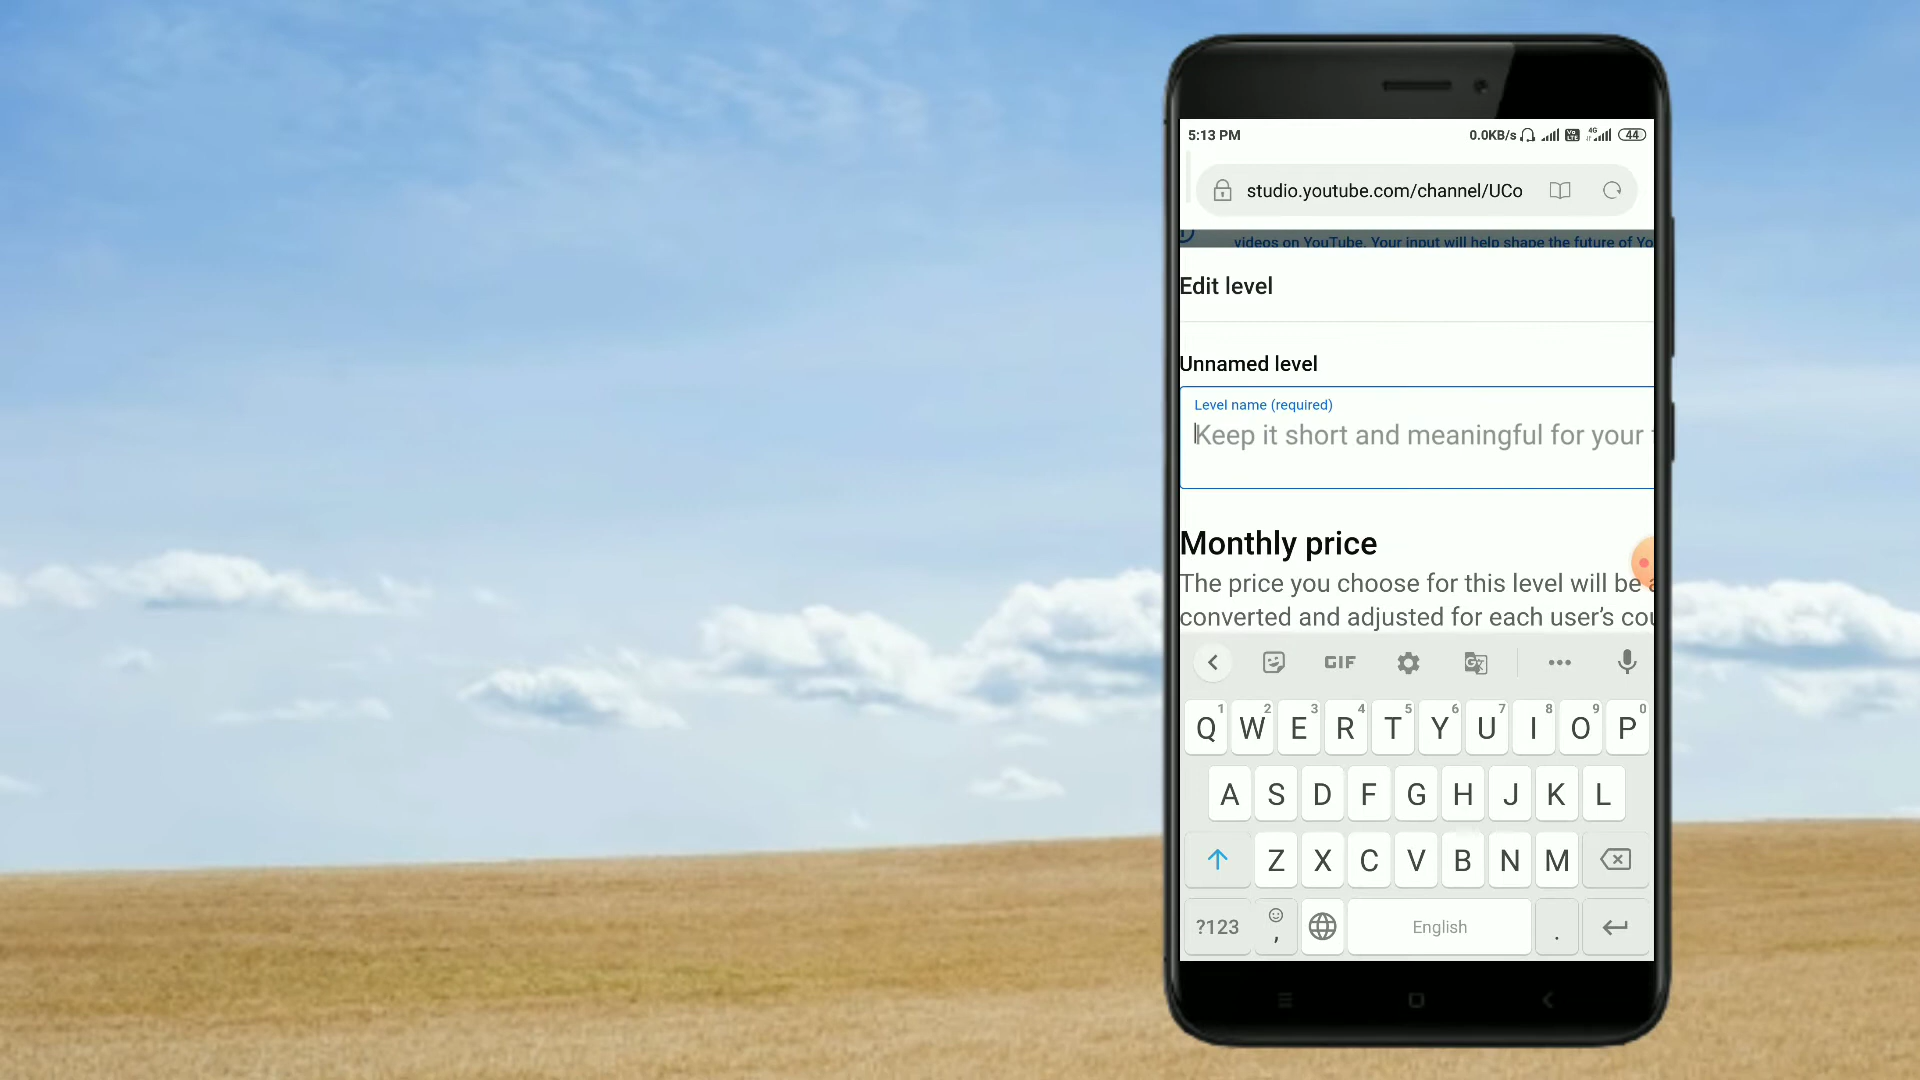 5:13 PM
0.0KB/s 4G 44
studio.youtube.com/channel/UCo
videos on YouTube. Your input will help shape the future of Yo
Edit level
Unnamed level
Level name (required)
Keep it short and meaningful for your
Monthly price
The price you choose for this level will be
converted and adjusted for each user's cou
GIF
1 2 3 4 5 6 7 8 9 0
Q W E R T Y U I O P
A S D F G H J K L
Z X C V B N M
?123 , English .